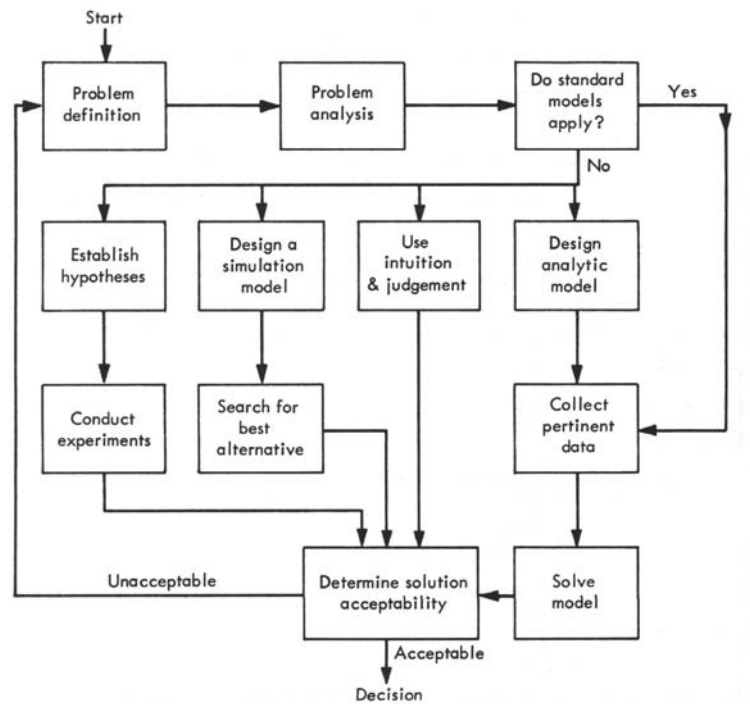 Start
Problem
definition
Problem
analysis
Do standard
models
apply?
Yes
No
Establish
hypotheses
Design a
simulation
model
Use
intuition
& judgement
Design
analytic
model
Conduct
experiments
Search for
best
alternative
Collect
pertinent
data
Unacceptable
Determine solution
acceptability
Solve
model
Acceptable
Decision